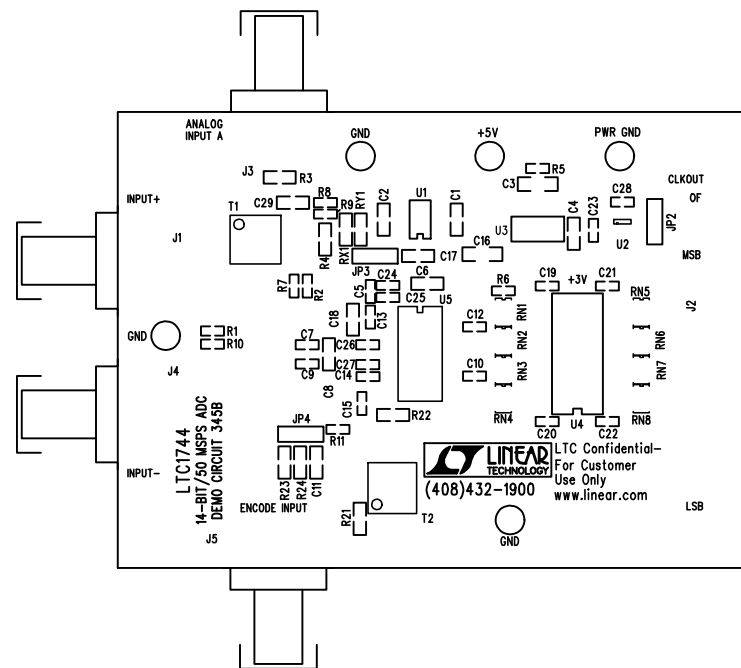 ANALOG
INPUT A
GND
+5V
PWR GND
J3
R3
R5
C3
CLKOUT
OF
INPUT+
C29
R8
R9
RY1
C2
U1
C1
C28
T1
U3
C4
C23
U2
JP2
J1
R4
RX1
C17
C16
MSB
JP3
R7
R2
C5
C24
C6
C25
U5
R6
C19
+3V
C21
RN5
J2
C18
C13
RN1
GND
R1
R10
C7
C26
C12
RN2
RN6
J4
C9
C8
C27
C14
C10
RN3
RN7
C15
R22
RN4
C20
U4
C22
RN8
JP4
R11
INPUT-
LTC1744
14-BIT/50 MSPS ADC
DEMO CIRCUIT 345B
R23
R24
C11
LINEAR
TECHNOLOGY
(408)432-1900
LTC Confidential-
For Customer
Use Only
www.linear.com
ENCODE INPUT
R21
T2
GND
LSB
J5